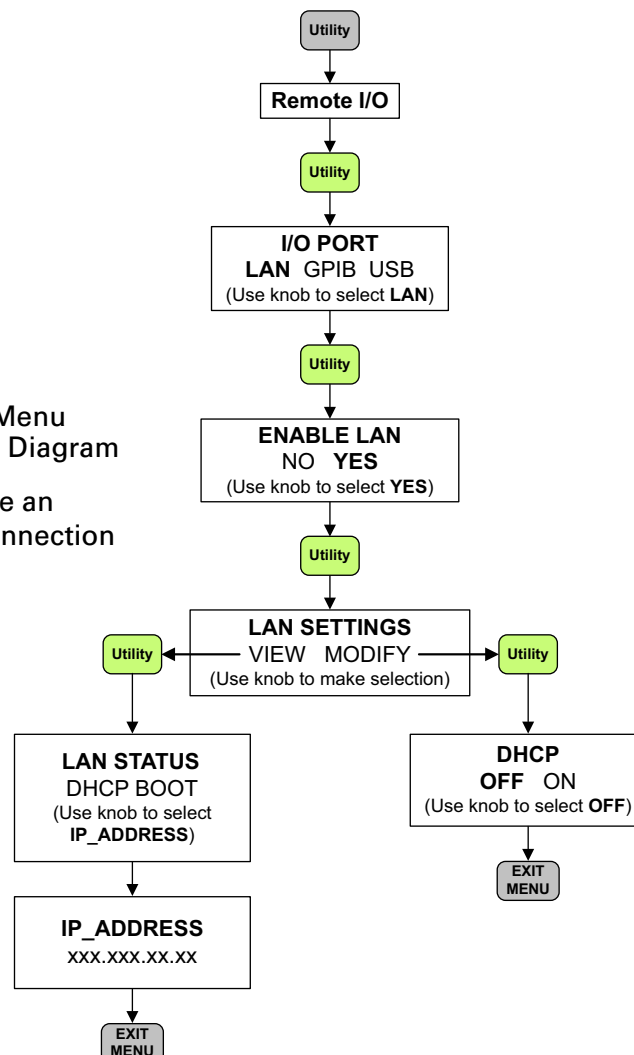 Utility
Remote I/O
Utility
I/O PORT
LAN GPIB USB
(Use knob to select LAN)
Utility
Menu
Diagram
e an
nnection
ENABLE LAN
NO YES
(Use knob to select YES)
Utility
LAN SETTINGS
VIEW MODIFY
(Use knob to make selection)
Utility
Utility
LAN STATUS
DHCP BOOT
(Use knob to select
IP_ADDRESS)
DHCP
OFF ON
(Use knob to select OFF)
EXIT
MENU
IP_ADDRESS
xxx.xxx.xx.xx
EXIT
MENU